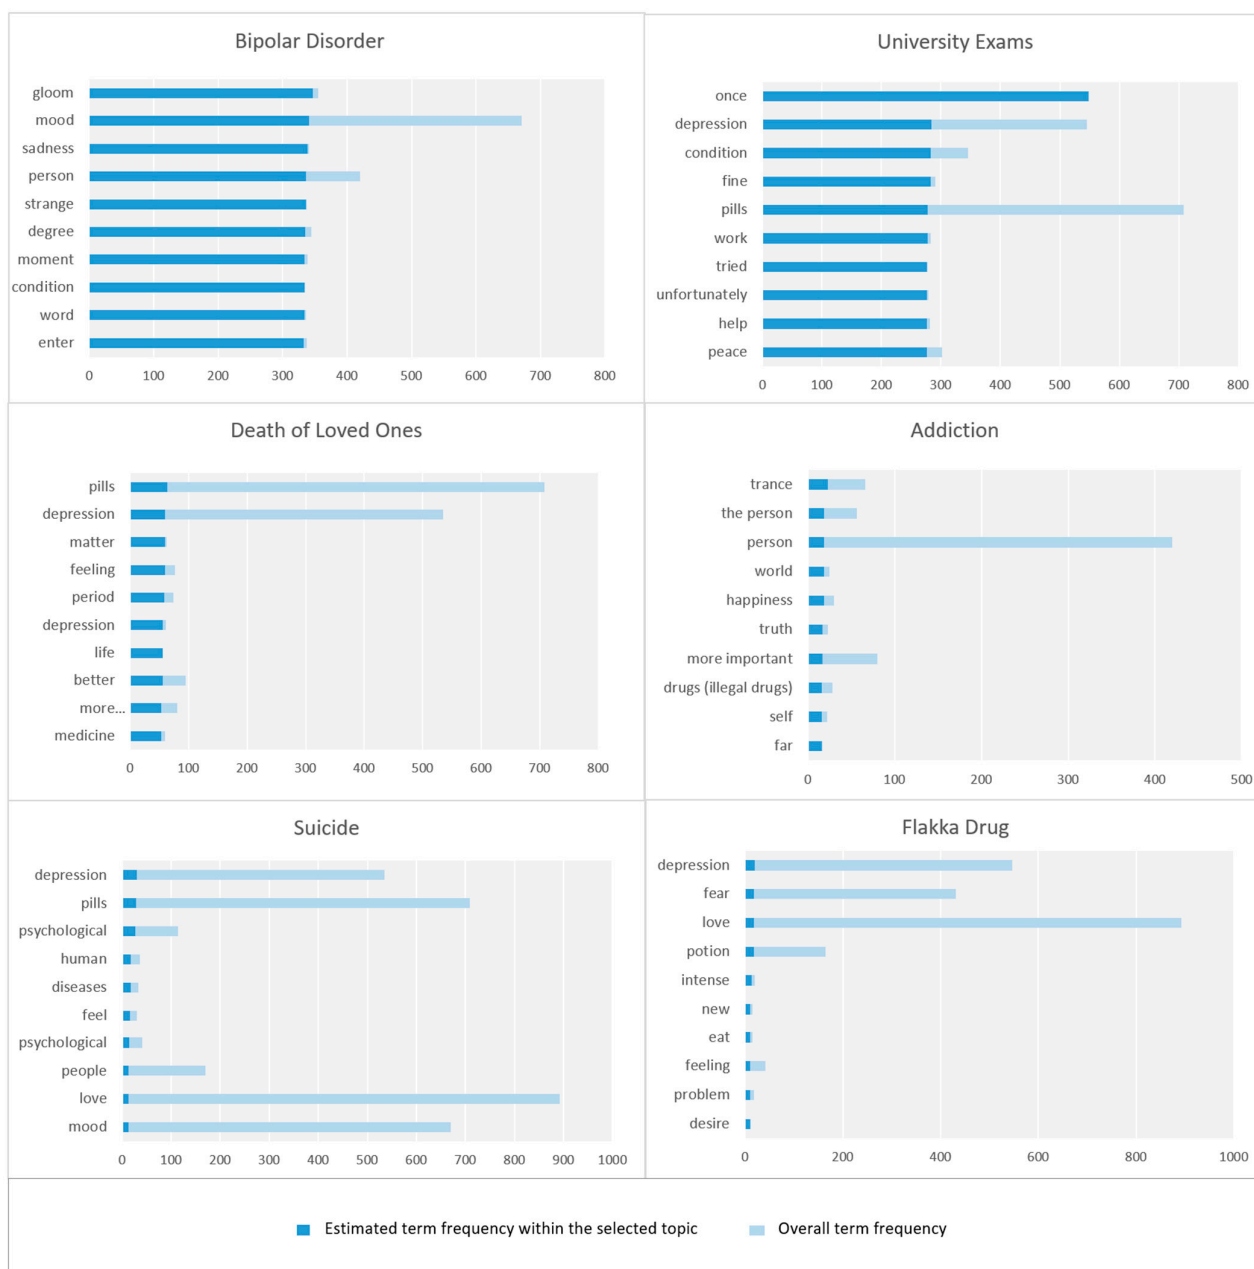 Bipolar Disorder
gloom
mood
sadness
person
strange
degree
moment
condition
word
enter
0 100 200 300 400 500 600 700 800
University Exams
once
depression
condition
fine
pills
work
tried
unfortunately
help
peace
0 100 200 300 400 500 600 700 800
Death of Loved Ones
pills
depression
matter
feeling
period
depression
life
better
more...
medicine
0 100 200 300 400 500 600 700 800
Addiction
trance
the person
person
world
happiness
truth
more important
drugs (illegal drugs)
self
far
0 100 200 300 400 500
Suicide
depression
pills
psychological
human
diseases
feel
psychological
people
love
mood
0 100 200 300 400 500 600 700 800 900 1000
Flakka Drug
depression
fear
love
potion
intense
new
eat
feeling
problem
desire
0 200 400 600 800 1000
Estimated term frequency within the selected topic
Overall term frequency